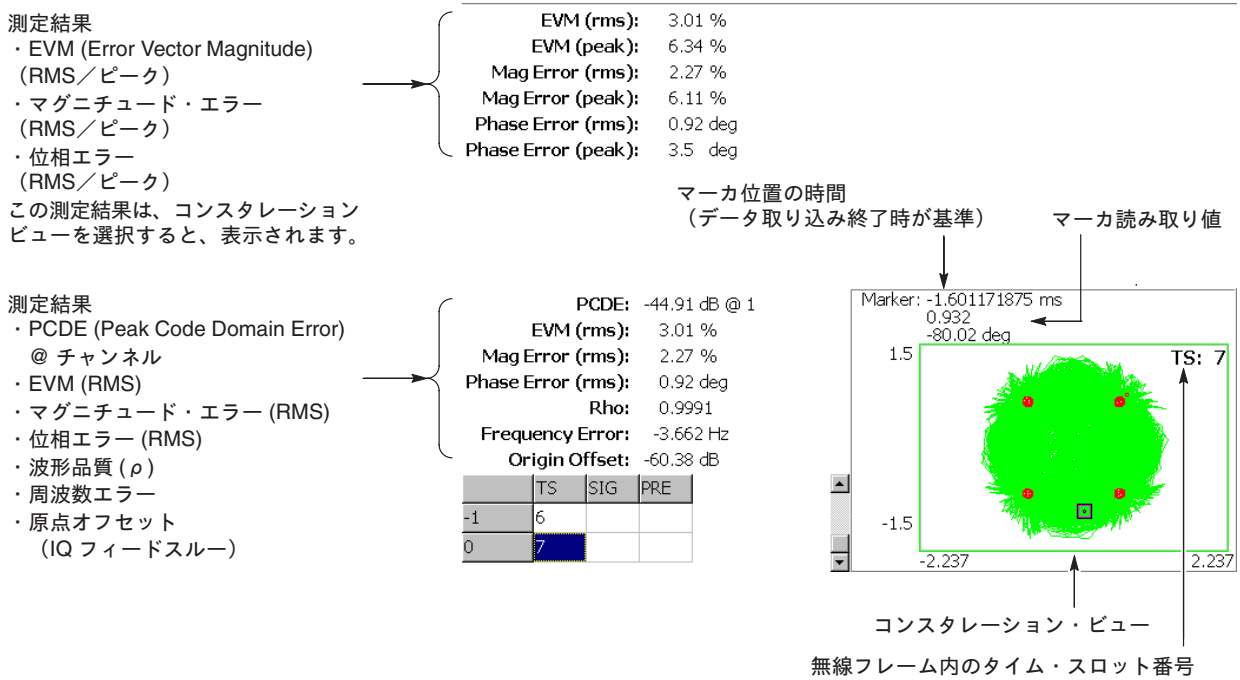 測定結果
・EVM (Error Vector Magnitude)
（RMS／ピーク）
・マグニチュード・エラー
（RMS／ピーク）
・位相エラー
（RMS／ピーク）
この測定結果は、コンスタレーション
ビューを選択すると、表示されます。
EVM (rms): 3.01 %
EVM (peak): 6.34 %
Mag Error (rms): 2.27 %
Mag Error (peak): 6.11 %
Phase Error (rms): 0.92 deg
Phase Error (peak): 3.5 deg
マーカ位置の時間
（データ取り込み終了時が基準）
マーカ読み取り値
測定結果
・PCDE (Peak Code Domain Error)
@ チャンネル
・EVM (RMS)
・マグニチュード・エラー (RMS)
・位相エラー (RMS)
・波形品質 (ρ)
・周波数エラー
・原点オフセット
（IQ フィードスルー）
PCDE: -44.91 dB @ 1
EVM (rms): 3.01 %
Mag Error (rms): 2.27 %
Phase Error (rms): 0.92 deg
Rho: 0.9991
Frequency Error: -3.662 Hz
Origin Offset: -60.38 dB
TS SIG PRE
-1 6
0 7
Marker: -1.601171875 ms
0.932
-80.02 deg
1.5
TS: 7
-1.5
-2.237 2.237
コンスタレーション・ビュー
無線フレーム内のタイム・スロット番号